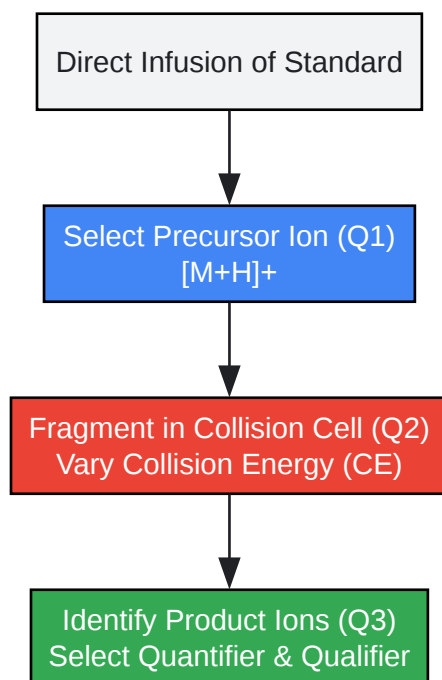 Direct Infusion of Standard
Select Precursor Ion (Q1)
[M+H]+
Fragment in Collision Cell (Q2)
Vary Collision Energy (CE)
Identify Product Ions (Q3)
Select Quantifier & Qualifier